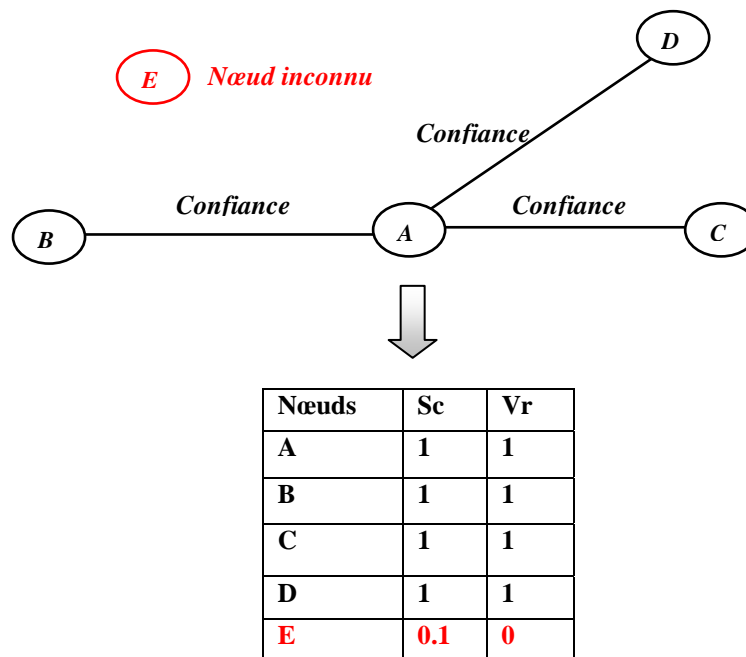 D
E Nœud inconnu
Confiance
Confiance Confiance
B A C
Nœuds Sc Vr
A 1 1
B 1 1
C 1 1
D 1 1
E 0.1 0